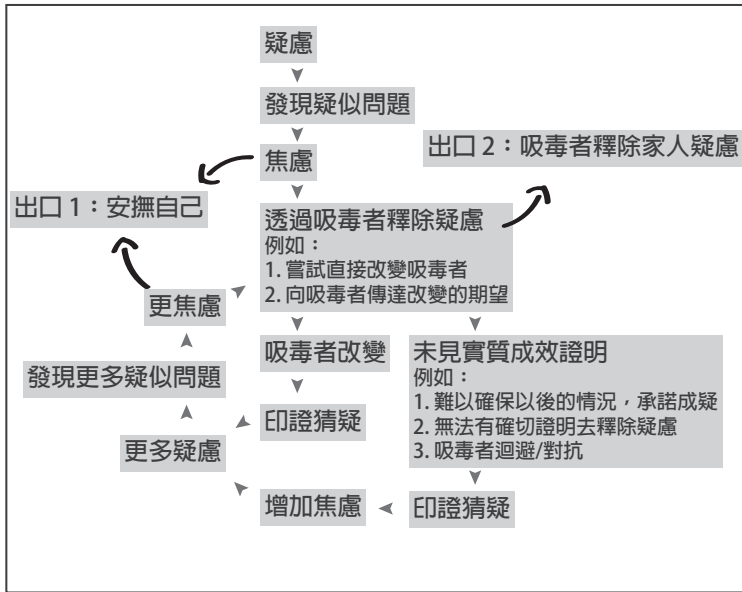 疑慮
發現疑似問題
焦慮
出口 2：吸毒者釋除家人疑慮
出口 1：安撫自己
透過吸毒者釋除疑慮
例如：
1. 嘗試直接改變吸毒者
2. 向吸毒者傳達改變的期望
更焦慮
吸毒者改變
未見實質成效證明
例如：
1. 難以確保以後的情況，承諾成疑
2. 無法有確切證明去釋除疑慮
3. 吸毒者迴避/對抗
發現更多疑似問題
印證猜疑
更多疑慮
增加焦慮
印證猜疑